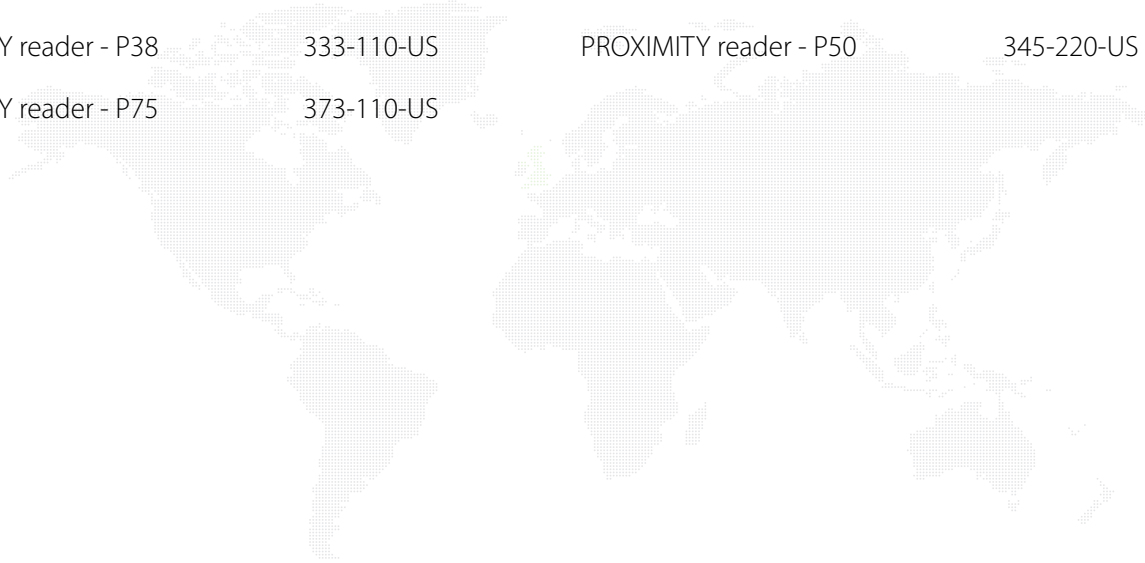 Y reader - P38 333-110-US PROXIMITY reader - P50 345-220-US
Y reader - P75 373-110-US